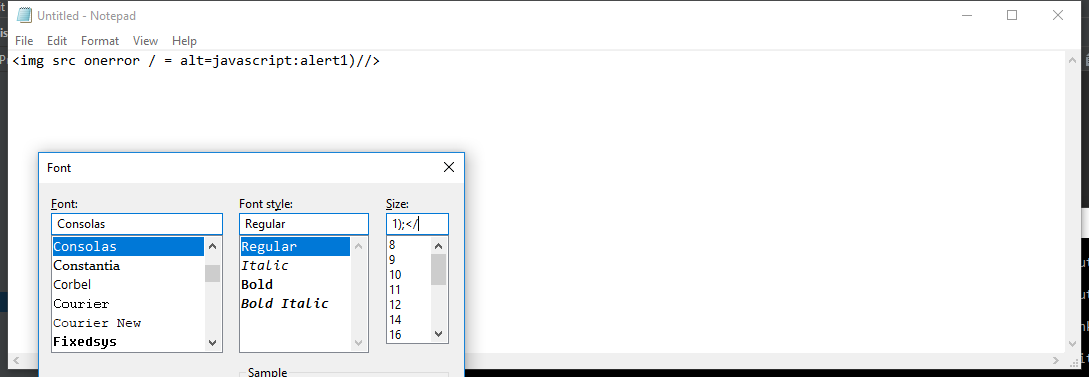 Untitled - Notepad
File Edit Format View Help
<img src onerror / = alt=javascript:alert1)//>
Font
Font: Font style: Size:
Consolas Regular 1);</
Consolas Regular 8
Constantia Italic 9
Corbel Bold 10
Courier Bold Italic 11
Courier New 12
Fixedsys 14
16
Sample